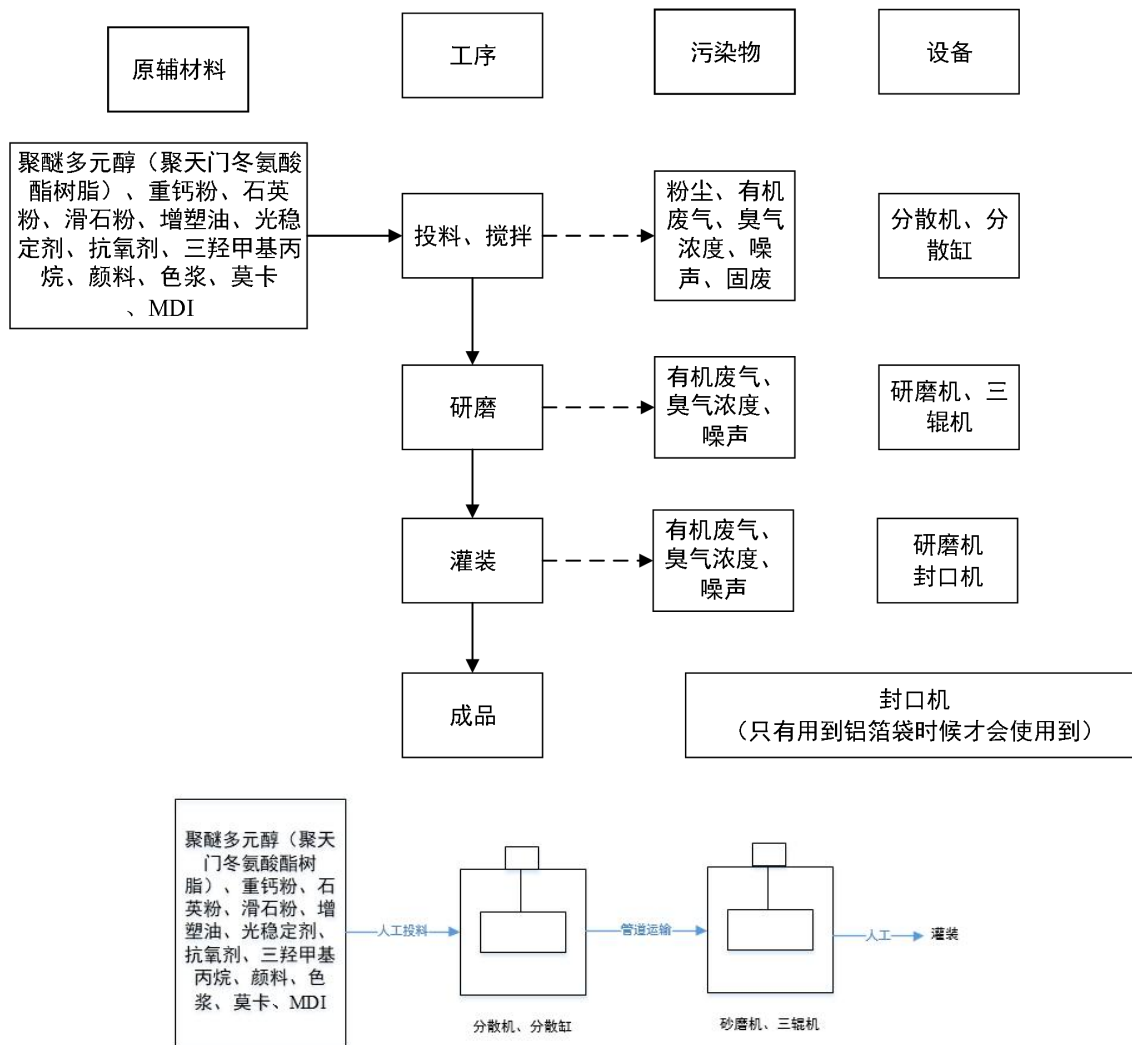 原辅材料
工序
污染物
设备
聚醚多元醇（聚天门冬氨酸
酯树脂）、重钙粉、石英
粉、滑石粉、增塑油、光稳
定剂、抗氧剂、三羟甲基丙
烷、颜料、色浆、莫卡
、MDI
投料、搅拌
粉尘、有机
废气、臭气
浓度、噪
声、固废
分散机、分
散缸
研磨
有机废气、
臭气浓度、
噪声
研磨机、三
辊机
灌装
有机废气、
臭气浓度、
噪声
研磨机
封口机
成品
封口机
（只有用到铝箔袋时候才会使用到）
聚醚多元醇（聚天
门冬氨酸酯树
脂）、重钙粉、石
英粉、滑石粉、增
塑油、光稳定剂、
抗氧剂、三羟甲基
丙烷、颜料、色
浆、莫卡、MDI
人工投料
分散机、分散缸
管道运输
砂磨机、三辊机
人工
灌装